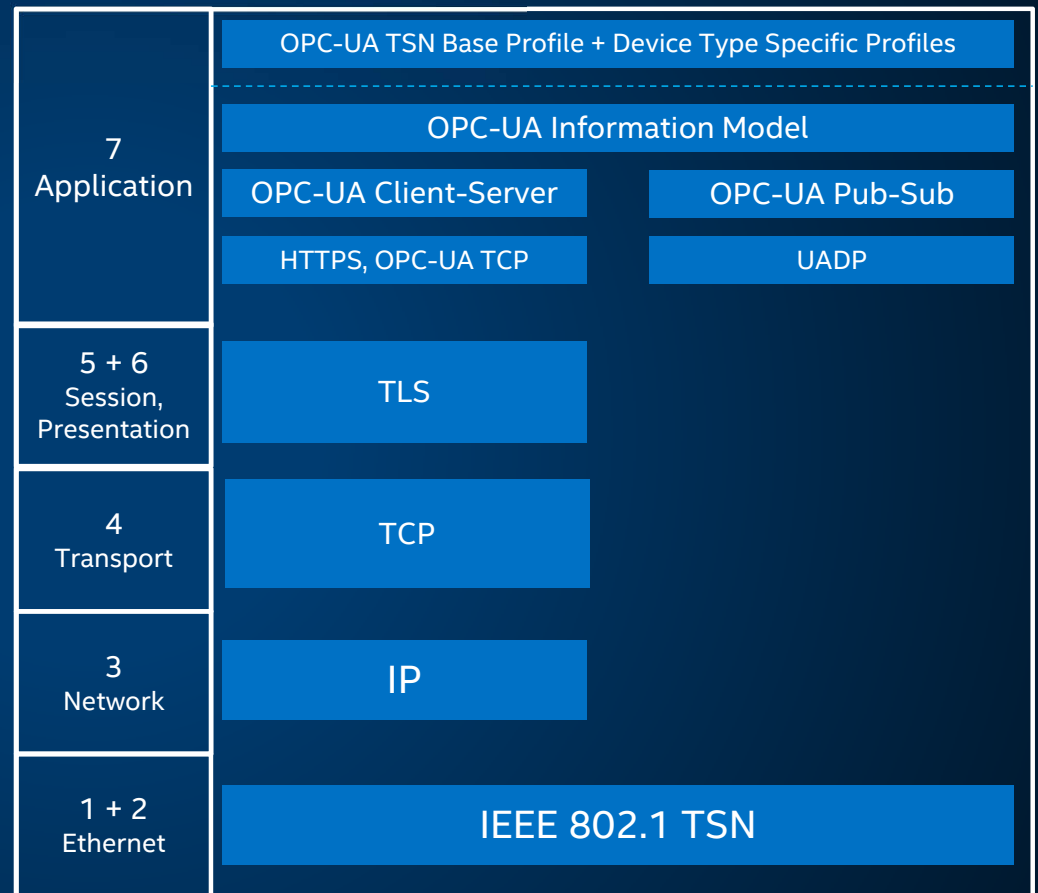 OPC-UA TSN Base Profile + Device Type Specific Profiles
7
Application
OPC-UA Information Model
OPC-UA Client-Server
OPC-UA Pub-Sub
HTTPS, OPC-UA TCP
UADP
5 + 6
Session,
Presentation
TLS
4
Transport
TCP
3
Network
IP
1 + 2
Ethernet
IEEE 802.1 TSN